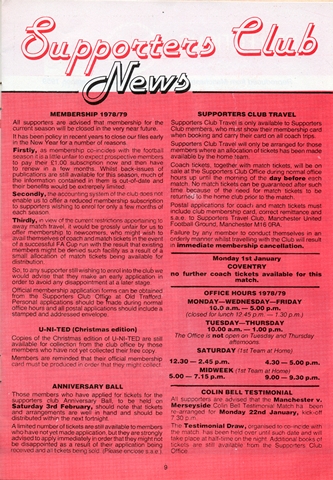 Supporters Club
News
MEMBERSHIP 1978/79
All supporters are advised that membership for the
current season will be closed in the very near future.
It has been policy in recent years to close our files early
in the New Year for a number of reasons.
Firstly, as membership co-incides with the football
season it is a little unfair to expect prospective members
to pay their £1.00 subscription now and then have
to renew in a few months. Whilst back-issues of
publications are still available for this season, much of
the information contained in them is out-of-date and
their benefits would be extremely limited.
Secondly, the accounting system of the club does not
enable us to offer a reduced membership subscription
to supporters wishing to enrol for only a few months of
each season.
Thirdly, in view of the current restrictions appertaining to
away match travel, it would be grossly unfair for us to
offer membership to newcomers, who might wish to
avail themselves of coach and match tickets in the event
of a successful FA Cup run with the result that existing
members might be denied such a facility as a result of a
small allocation of match tickets being available for
distribution.
So, to any supporter still wishing to enrol into the club we
would advise that they make an early application in
order to avoid any disappointment at a later stage.
Official membership application forms can be obtained
from the Supporters Club Office at Old Trafford.
Personal applications should be made during normal
office hours and all postal applications should include a
stamped and addressed envelope.
U-NI-TED (Christmas edition)
Copies of the Christmas edition of U-NI-TED are still
available for collection from the club office by those
members who have not yet collected their free copy.
Members are reminded that their official membership
card must be produced in order that they might collect.
ANNIVERSARY BALL
Those members who have applied for tickets for the
supporters club Anniversary Ball, to be held on
Saturday 3rd February, should note that tickets
and arrangements are well in hand and should be
distributed within the next fortnight.
A limited number of tickets are still available to members
who have not yet made application, but they are strongly
advised to apply immediately in order that they might not
be disappointed as a result of their application being
received and all tickets being sold. (Please enclose s.a.e.)
SUPPORTERS CLUB TRAVEL
Supporters Club Travel is only available to Supporters
Club members, who must show their membership card
when booking and carry their card on all coach trips.
Supporters Club Travel will only be arranged for those
members where an allocation of tickets has been made
available by the home team.
Coach tickets, together with match tickets, will be on
sale at the Supporters Club Office during normal office
hours up until the morning of the day before each
match. No match tickets can be guaranteed after such
time because of the need for match tickets to be
returned to the home club prior to the match.
Postal applications for coach and match tickets must
include club membership card, correct remittance and
s.a.e. to Supporters Club Travel, Manchester United
Football Ground, Manchester M16 0RA.
Failure by any member to conduct themselves in an
orderly manner whilst travelling with the Club will result
in immediate membership cancellation.
Monday 1st January
COVENTRY
no further coach tickets available for this
match.
OFFICE HOURS 1978/79
MONDAY—WEDNESDAY—FRIDAY
10.0 a.m. — 5.00 p.m.
(closed for lunch 12.45 p.m. — 1.30 p.m.)
TUESDAY—THURSDAY
10.00 a.m. — 1.00 p.m.
The Office is not open on Tuesday and Thursday
afternoons.
SATURDAY (1st Team at Home)
12.30 — 2.45 p.m. 4.30 — 5.00 p.m.
MIDWEEK (1st Team at Home)
5.00 — 7.15 p.m. 9.00 — 9.30 p.m.
COLIN BELL TESTIMONIAL
All supporters are advised that the Manchester v.
Merseyside Colin Bell Testimonial Match has been
re-arranged for Monday 22nd January, kick-off
7.30 p.m.
The Testimonial Draw, organised to co-incide with
the match, has been held over until such date and will
take place at half-time on the night. Additional books of
tickets are still available from the Supporters Club
Office.
9